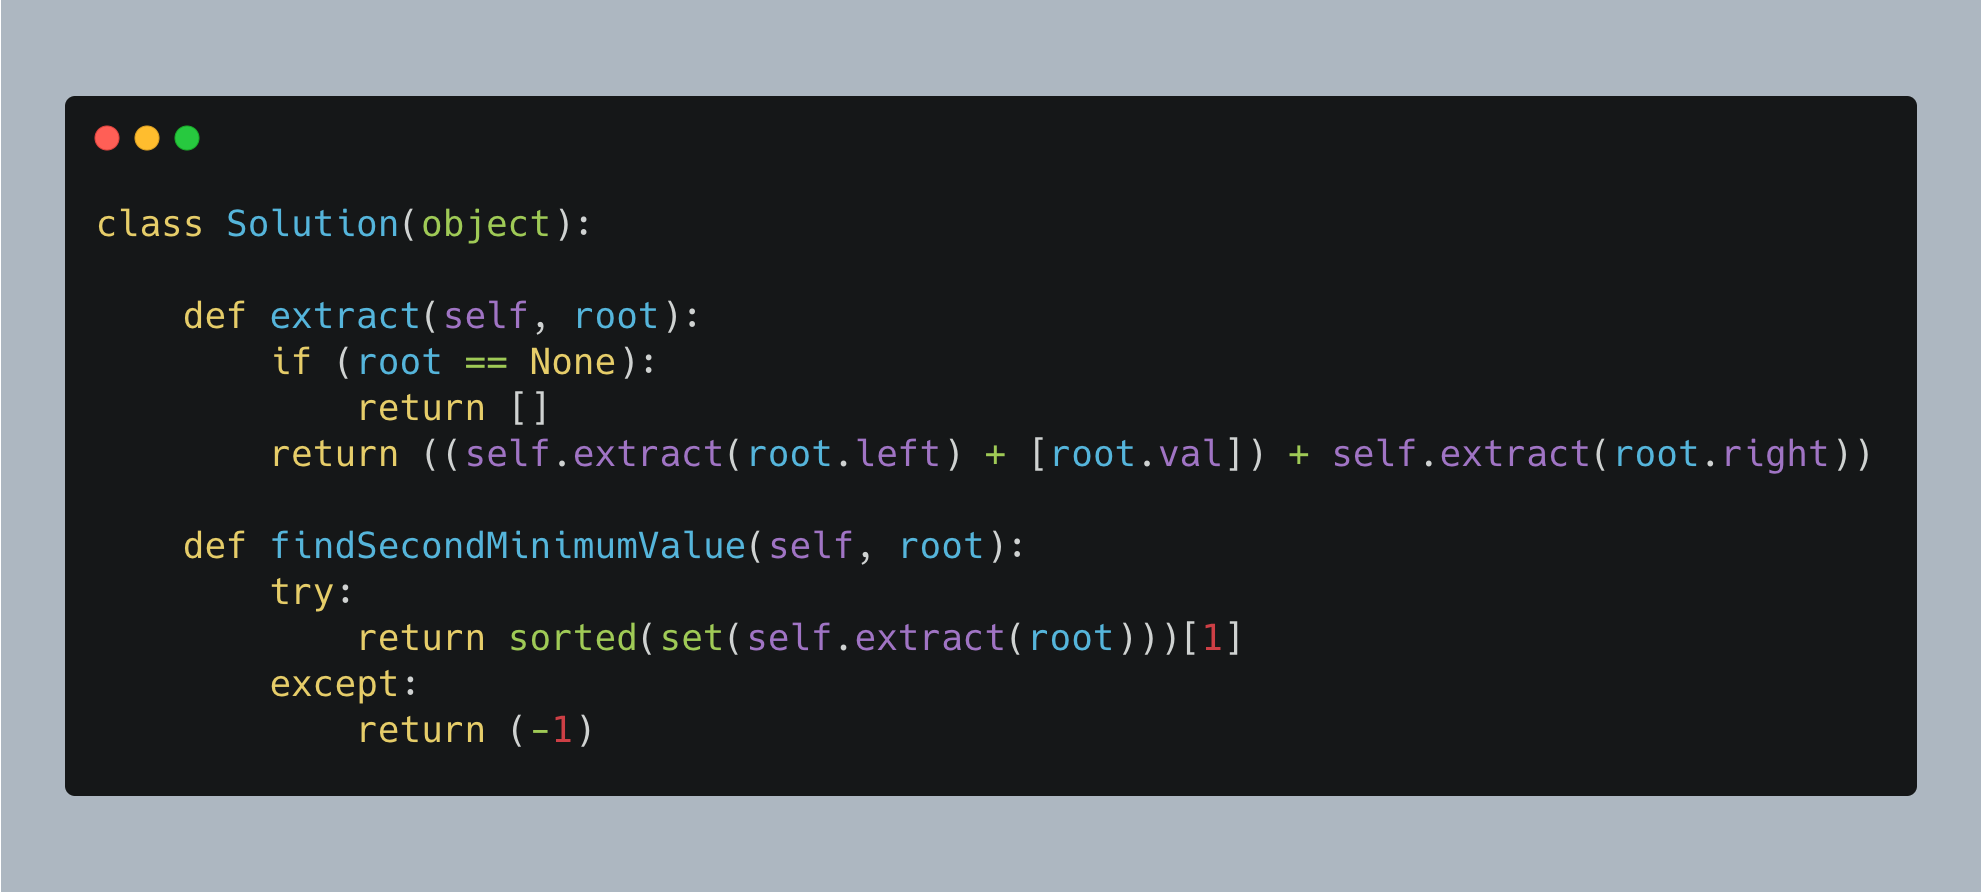 class Solution(object):

    def extract(self, root):
        if (root == None):
            return []
        return ((self.extract(root.left) + [root.val]) + self.extract(root.right))

    def findSecondMinimumValue(self, root):
        try:
            return sorted(set(self.extract(root)))[1]
        except:
            return (-1)